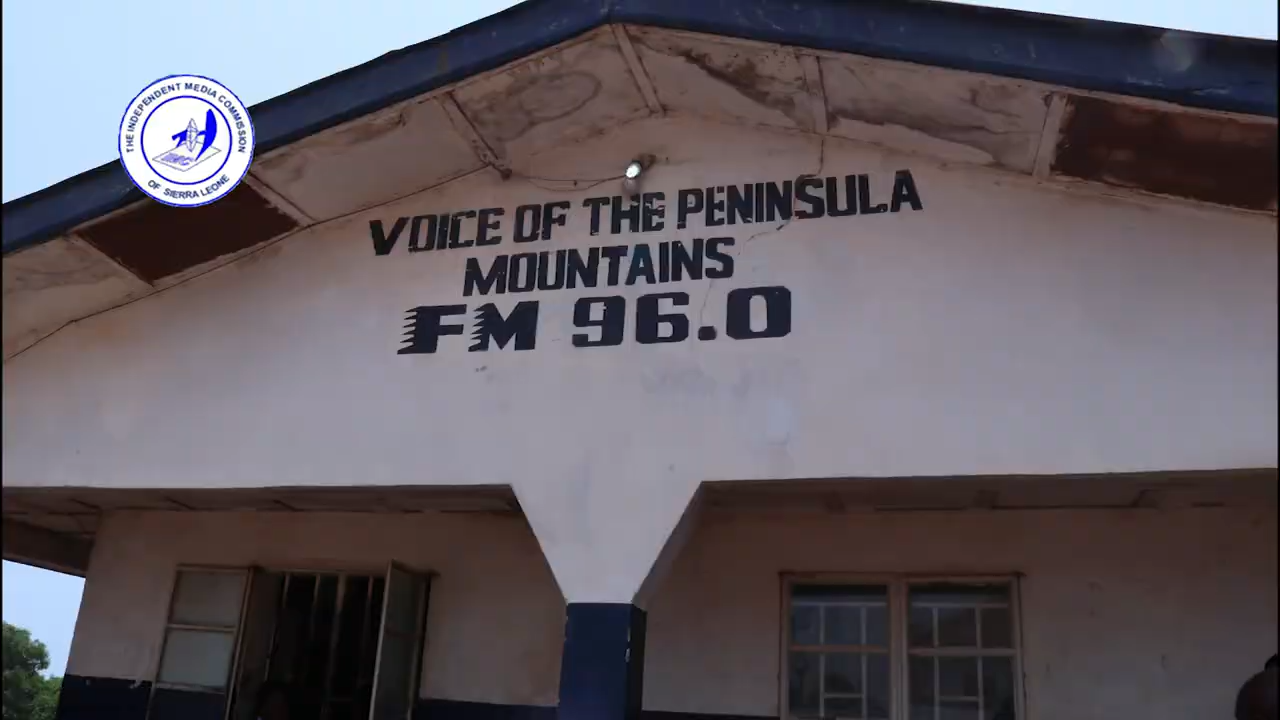 THE INDEPENDENT MEDIA COMMISSION
OF SIERRA LEONE
VOICE OF THE PENINSULA
MOUNTAINS
FM 96.0